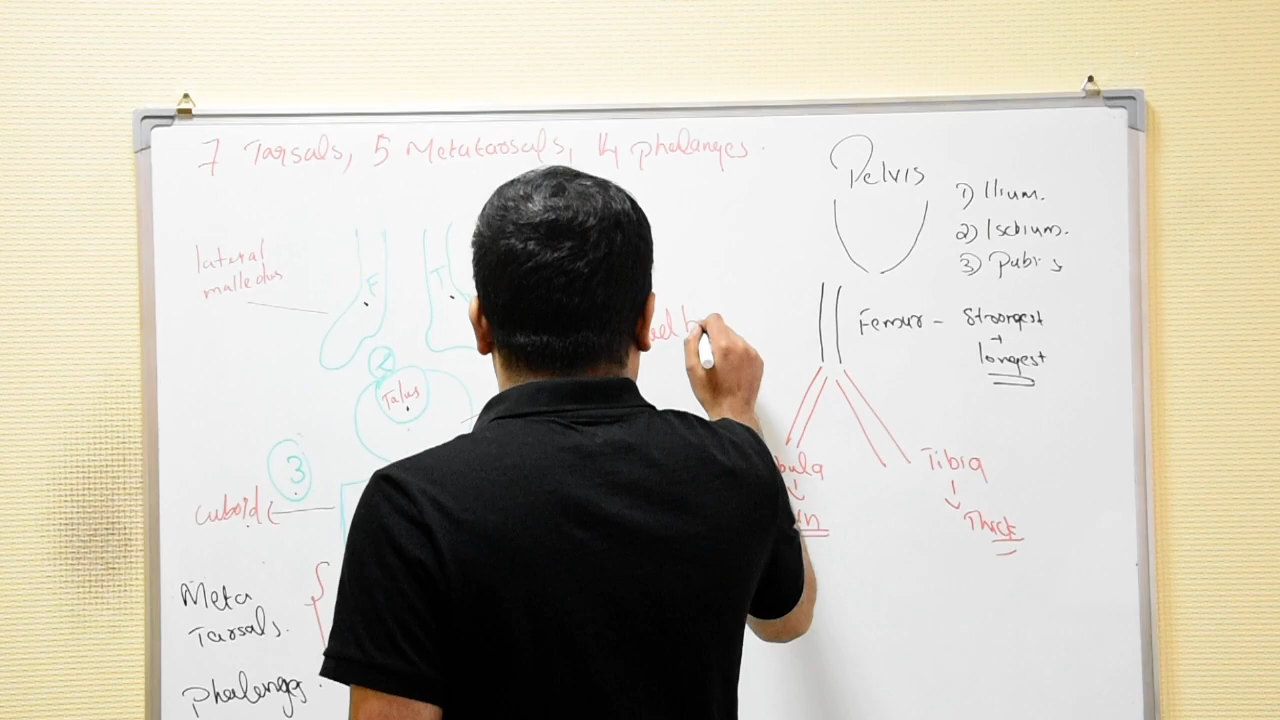 7 Tarsals, 5 Metatarsals, 14 phalanges.
Pelvis
1) Ilium.
2) Ischium.
3) Pubis
lateral
malleolus
F
T
2
Talus
Femur - Strongest
+
longest
3
cuboid
Tibia
Thick
Meta
Tarsals.
phalenges.